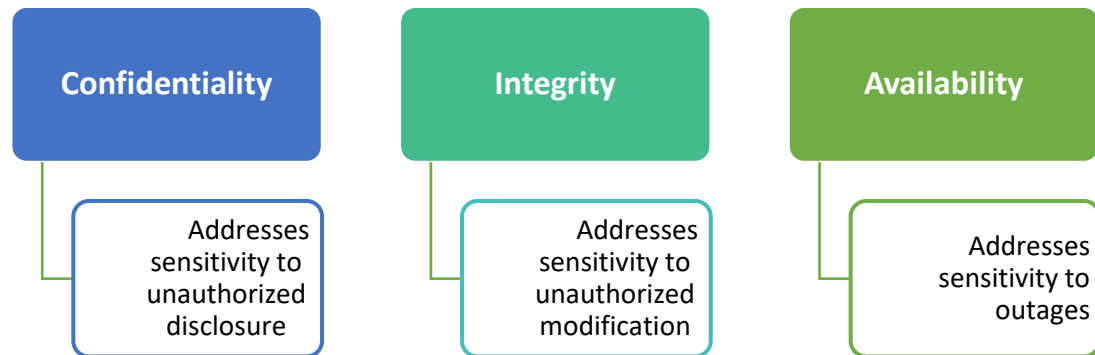 Confidentiality
Addresses
sensitivity to
unauthorized
disclosure
Integrity
Addresses
sensitivity to
unauthorized
modification
Availability
Addresses
sensitivity to
outages